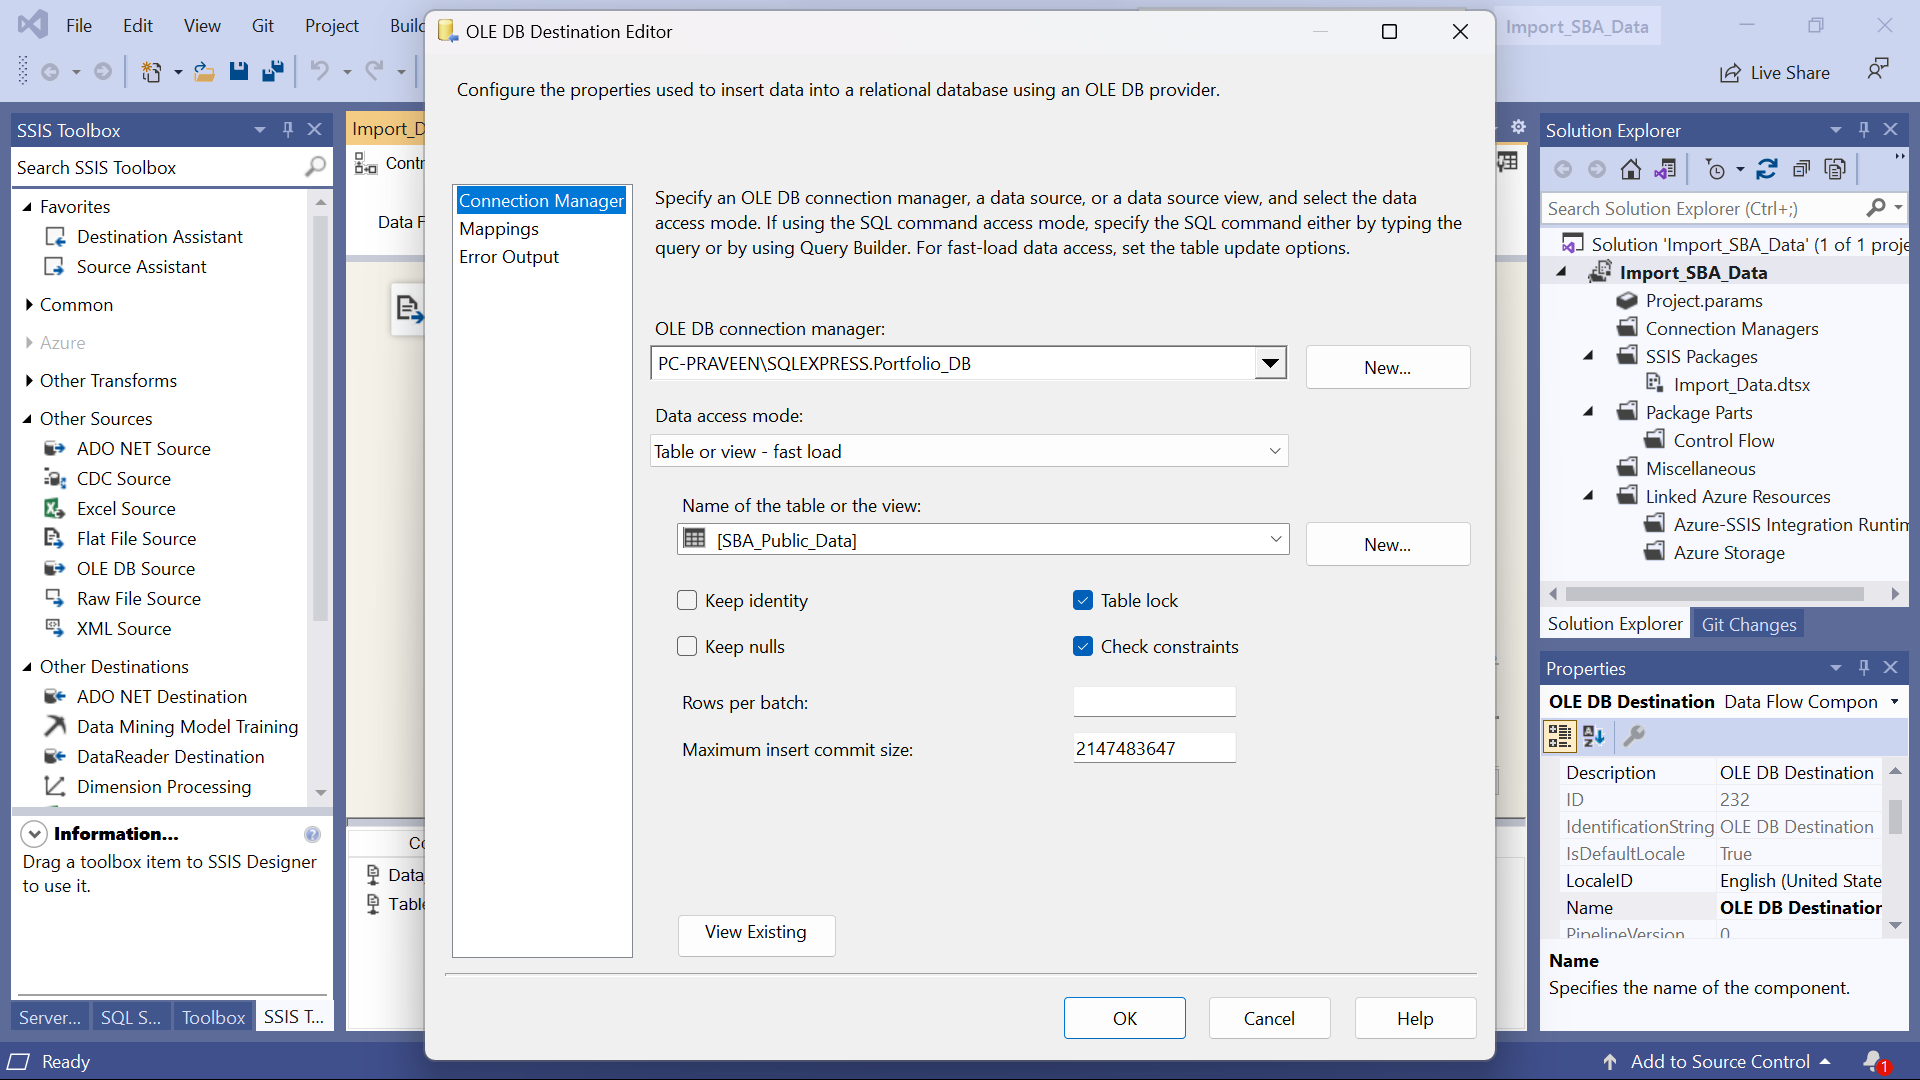 File Edit View Git Project
Import_SBA_Data
Live Share
SSIS Toolbox
Search SSIS Toolbox
Favorites
Destination Assistant
Source Assistant
Common
Azure
Other Transforms
Other Sources
ADO NET Source
CDC Source
Excel Source
Flat File Source
OLE DB Source
Raw File Source
XML Source
Other Destinations
ADO NET Destination
Data Mining Model Training
DataReader Destination
Dimension Processing
Information...
Drag a toolbox item to SSIS Designer
to use it.
Server... SQL S... Toolbox SSIS T...
Ready
OLE DB Destination Editor
Configure the properties used to insert data into a relational database using an OLE DB provider.
Connection Manager
Mappings
Error Output
Specify an OLE DB connection manager, a data source, or a data source view, and select the data
access mode. If using the SQL command access mode, specify the SQL command either by typing the
query or by using Query Builder. For fast-load data access, set the table update options.
OLE DB connection manager:
PC-PRAVEEN\SQLEXPRESS.Portfolio_DB
New...
Data access mode:
Table or view - fast load
Name of the table or the view:
[SBA_Public_Data]
New...
Keep identity
Table lock
Keep nulls
Check constraints
Rows per batch:
Maximum insert commit size:
2147483647
View Existing
OK Cancel Help
Solution Explorer
Search Solution Explorer (Ctrl+;)
Solution 'Import_SBA_Data' (1 of 1 proje
Import_SBA_Data
Project.params
Connection Managers
SSIS Packages
Import_Data.dtsx
Package Parts
Control Flow
Miscellaneous
Linked Azure Resources
Azure-SSIS Integration Runtin
Azure Storage
Solution Explorer Git Changes
Properties
OLE DB Destination Data Flow Compon
Description OLE DB Destination
ID 232
IdentificationString OLE DB Destination
IsDefaultLocale True
LocaleID English (United State
Name OLE DB Destination
PipelineVersion 0
Name
Specifies the name of the component.
Add to Source Control
1